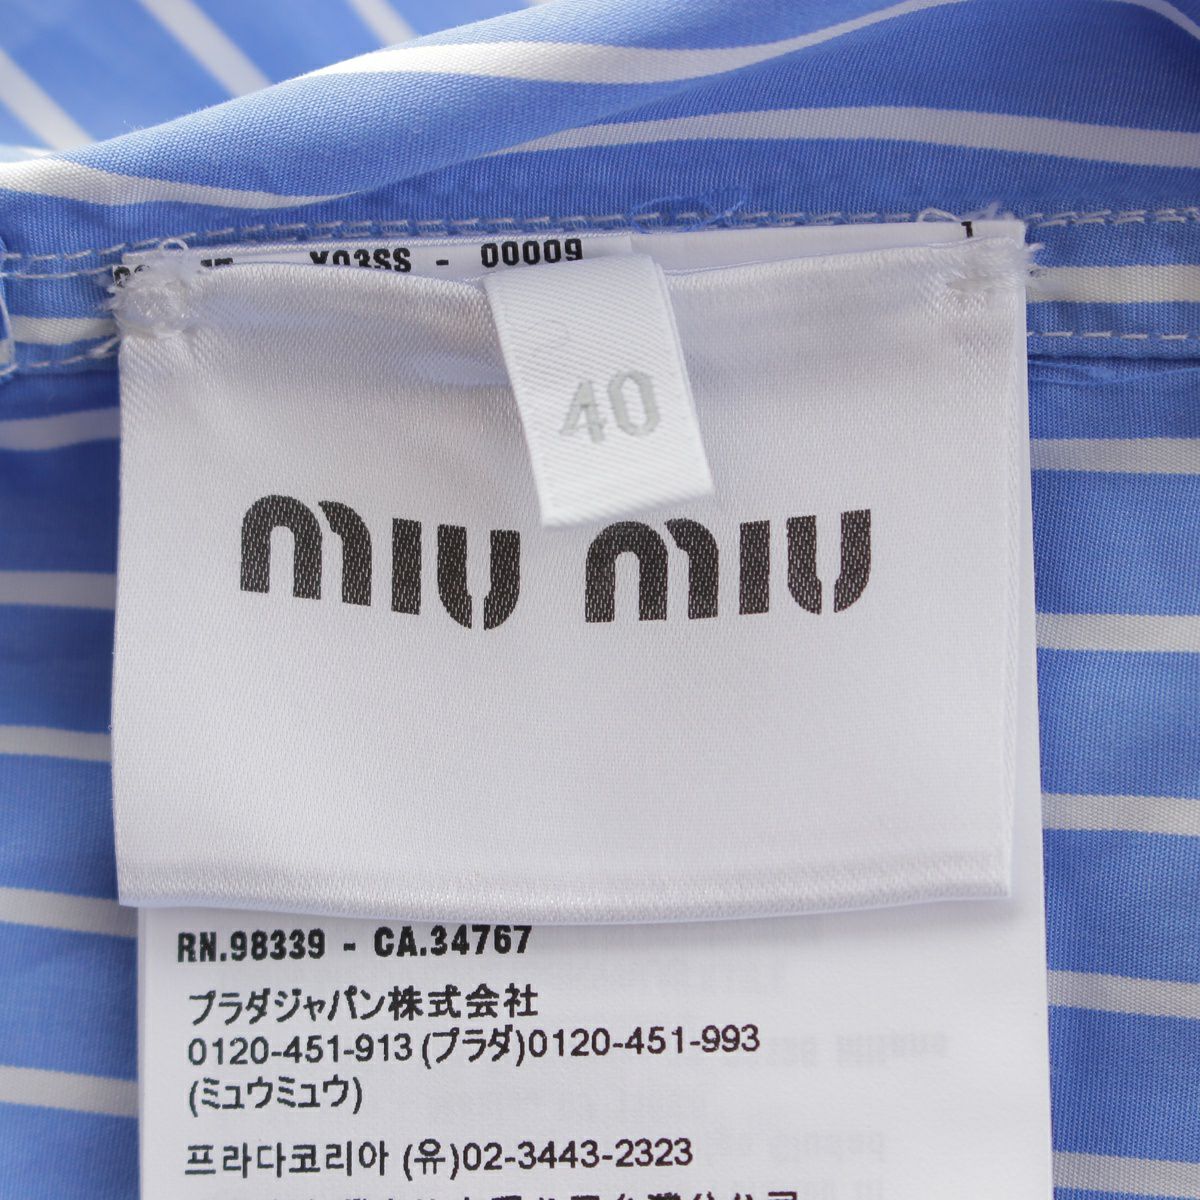 X03SS - 00009
40
miu miu
RN.98339 - CA.34767
プラダジャパン株式会社
0120-451-913 (プラダ)0120-451-993
(ミュウミュウ)
프라다코리아 (유)02-3443-2323